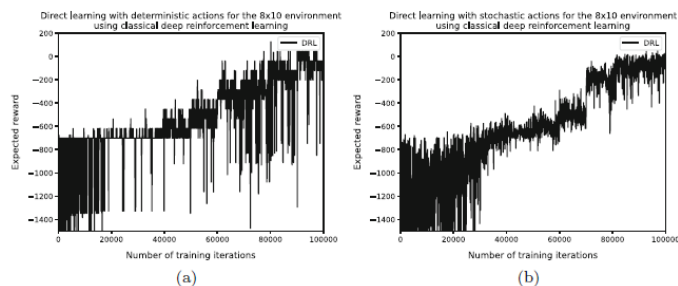 Direct learning with deterministic actions for the 8x10 environment
using classical deep reinforcement learning
200
0
−200
−400
−600
−800
−1000
−1200
−1400
Expected reward
DRL
0
20000
40000
60000
80000
100000
Number of training iterations
(a)
Direct learning with stochastic actions for the 8x10 environment
using classical deep reinforcement learning
200
0
−200
−400
−600
−800
−1000
−1200
−1400
Expected reward
DRL
0
20000
40000
60000
80000
100000
Number of training iterations
(b)